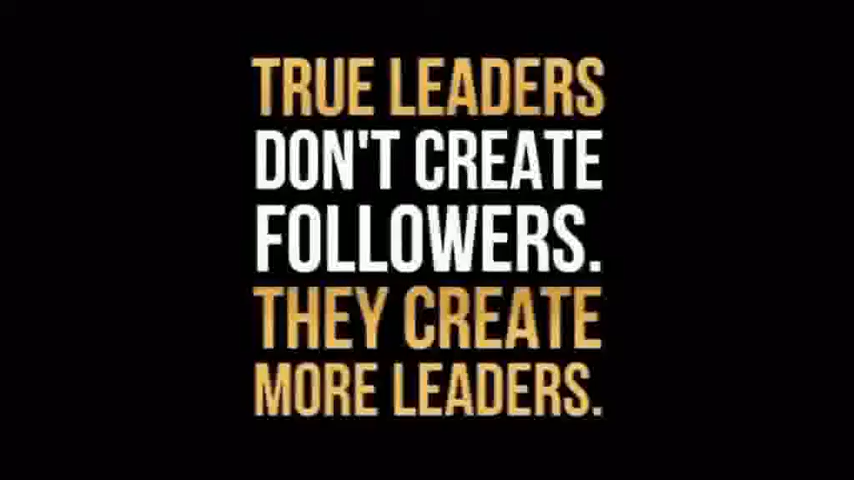 TRUE LEADERS
DON'T CREATE
FOLLOWERS.
THEY CREATE
MORE LEADERS.